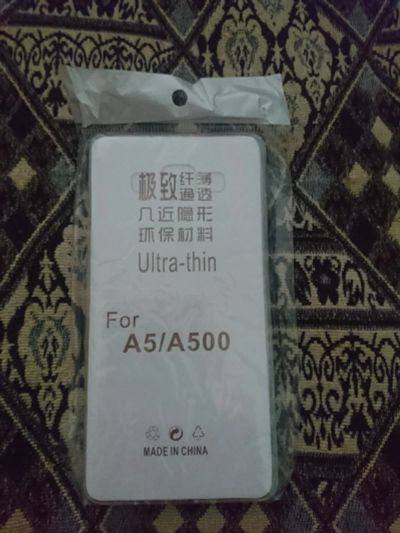 极致纤薄通透
几近隐形
环保材料
Ultra-thin
For
A5/A500
MADE IN CHINA